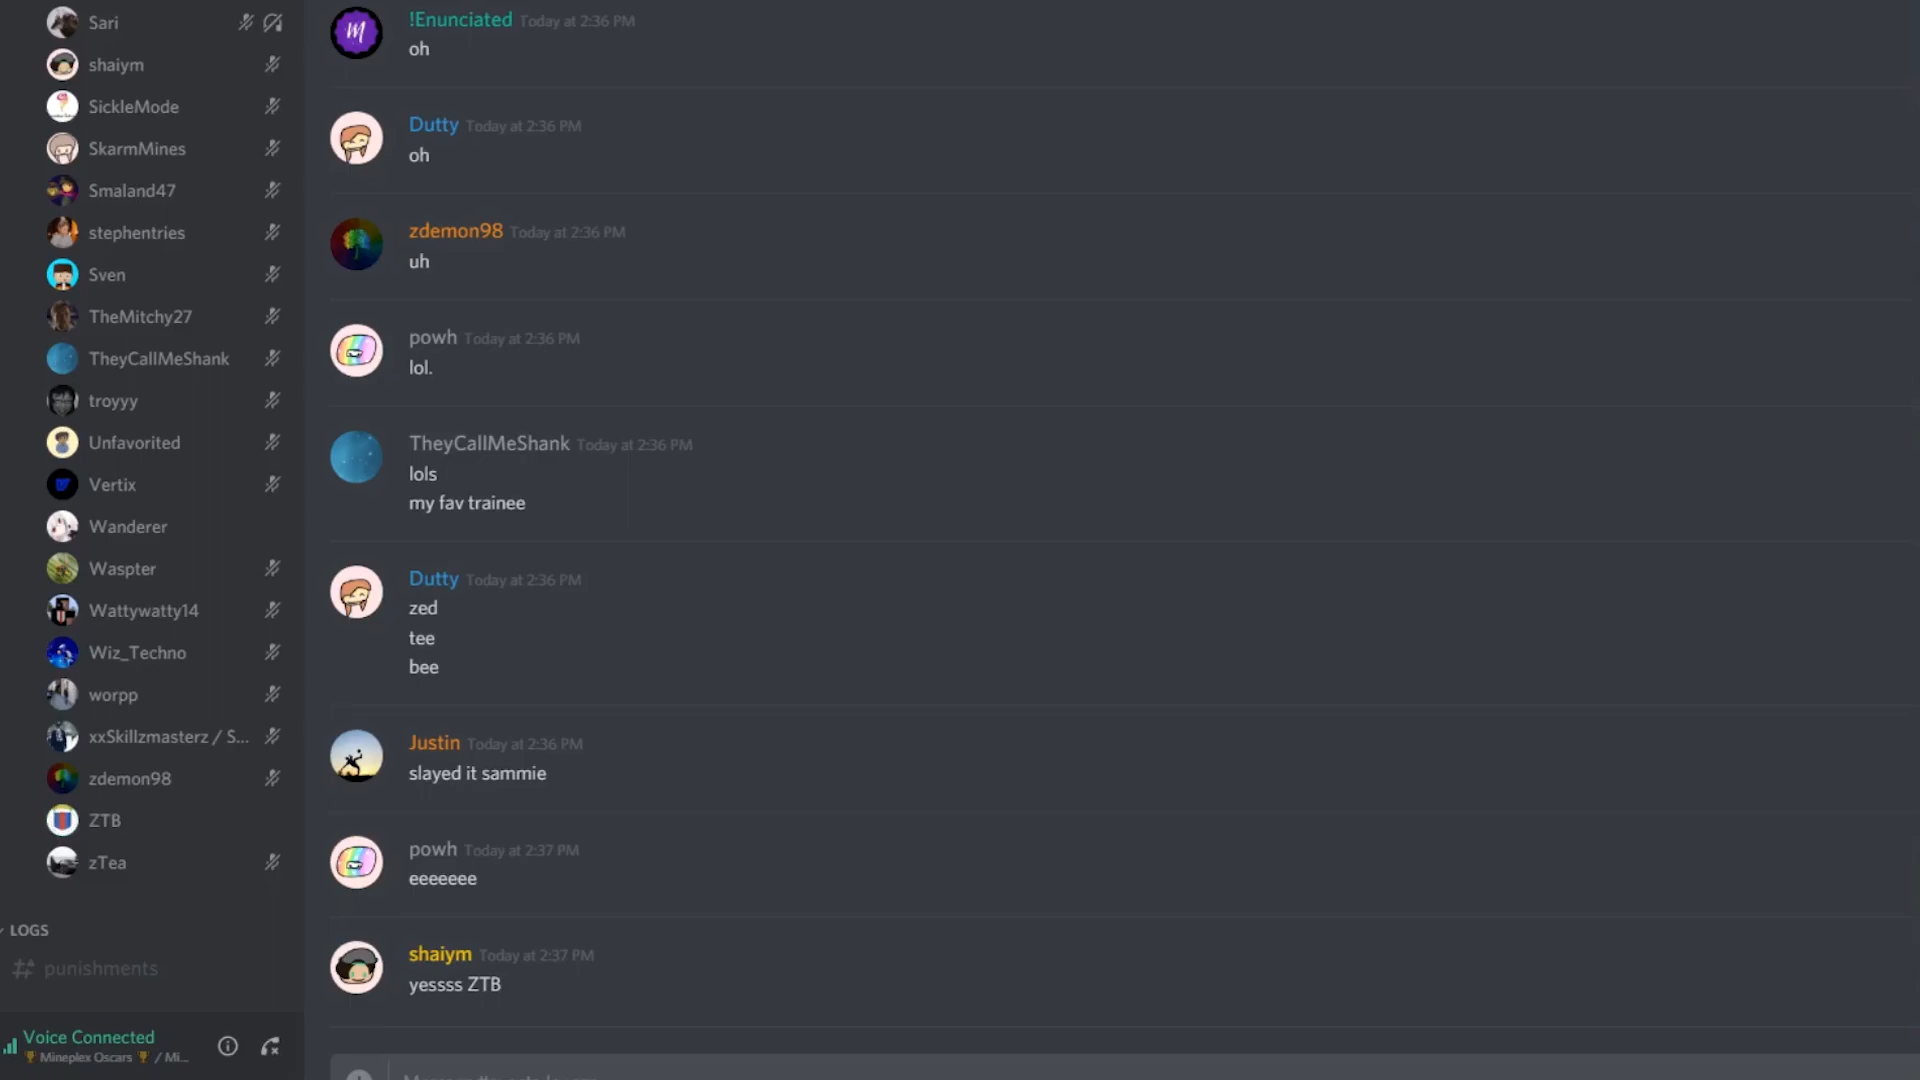 Sari
shaiym
SickleMode
SkarmMines
Smaland47
stephentries
Sven
TheMitchy27
TheyCallMeShank
troyyy
Unfavorited
Vertix
Wanderer
Waspter
Wattywatty14
Wiz_Techno
worpp
xxSkillzmasterz / S...
zdemon98
ZTB
zTea
LOGS
punishments
Voice Connected
Mineplex Oscars / Mi...
!Enunciated Today at 2:36 PM
oh
Dutty Today at 2:36 PM
oh
zdemon98 Today at 2:36 PM
uh
powh Today at 2:36 PM
lol.
TheyCallMeShank Today at 2:36 PM
lols
my fav trainee
Dutty Today at 2:36 PM
zed
tee
bee
Justin Today at 2:36 PM
slayed it sammie
powh Today at 2:37 PM
eeeeeee
shaiym Today at 2:37 PM
yessss ZTB